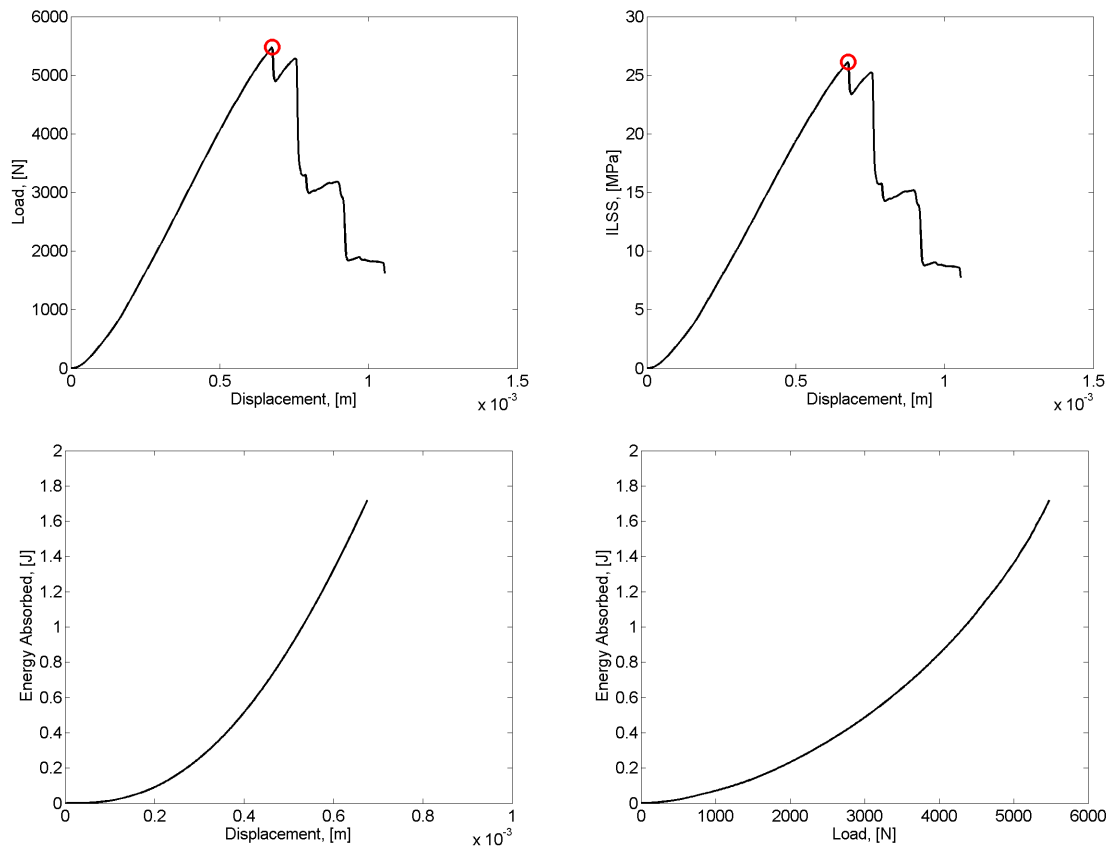 6000
5000
4000
3000
2000
1000
0
Load, [N]
0 0.5 1 1.5
Displacement, [m]
x 10-3
30
25
20
15
10
5
0
ILSS, [MPa]
0 0.5 1 1.5
Displacement, [m]
x 10-3
2
1.8
1.6
1.4
1.2
1
0.8
0.6
0.4
0.2
0
Energy Absorbed, [J]
0 0.2 0.4 0.6 0.8 1
Displacement, [m]
x 10-3
2
1.8
1.6
1.4
1.2
1
0.8
0.6
0.4
0.2
0
Energy Absorbed, [J]
0 1000 2000 3000 4000 5000 6000
Load, [N]